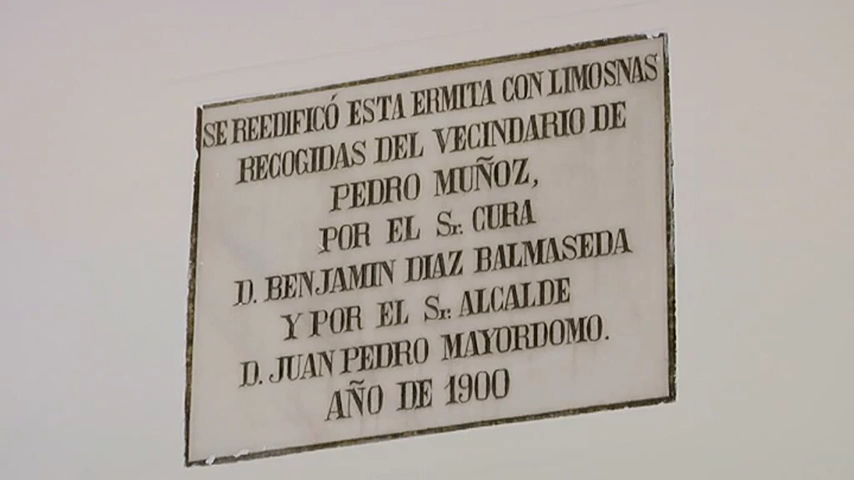 SE REEDIFICÓ ESTA ERMITA CON LIMOSNAS
RECOGIDAS DEL VECINDARIO DE
PEDRO MUÑOZ,
POR EL Sr. CURA
D. BENJAMIN DIAZ BALMASEDA
Y POR EL Sr. ALCALDE
D. JUAN PEDRO MAYORDOMO.
AÑO DE 1900